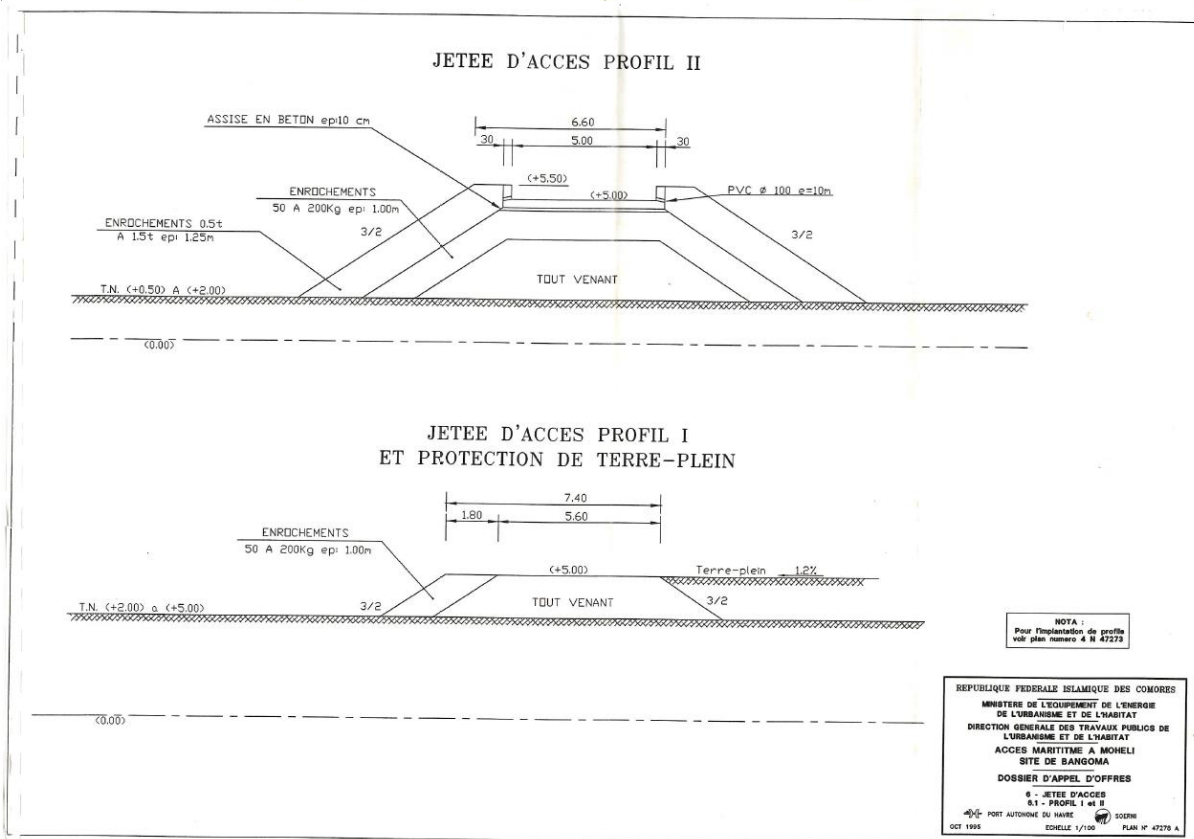 JETEE D'ACCES PROFIL II
ASSISE EN BETON ep:10 cm
6.60
30
5.00
30
(+5.50)
(+5.00)
PVC ø 100 e=10m
ENROCHEMENTS
50 A 200Kg ep: 1.00m
ENROCHEMENTS 0.5t
A 1.5t ep: 1.25m
3/2
3/2
TOUT VENANT
T.N. (+0.50) A (+2.00)
(0.00)
JETEE D'ACCES PROFIL I
ET PROTECTION DE TERRE-PLEIN
7.40
1.80
5.60
ENROCHEMENTS
50 A 200Kg ep: 1.00m
(+5.00)
Terre-plein
1.2%
T.N. (+2.00) a (+5.00)
3/2
TOUT VENANT
3/2
(0.00)
NOTA :
Pour l'implantation de profils
voir plan numero 4 N 47273
REPUBLIQUE FEDERALE ISLAMIQUE DES COMORES
MINISTERE DE L'EQUIPEMENT DE L'ENERGIE
DE L'URBANISME ET DE L'HABITAT
DIRECTION GENERALE DES TRAVAUX PUBLICS DE
L'URBANISME ET DE L'HABITAT
ACCES MARITITME A MOHELI
SITE DE BANGOMA
DOSSIER D'APPEL D'OFFRES
6 - JETEE D'ACCES
6.1 - PROFIL I et II
PORT AUTONOME DU HAVRE
SOERNI
OCT 1995
ECHELLE 1/100
PLAN N° 47276 A